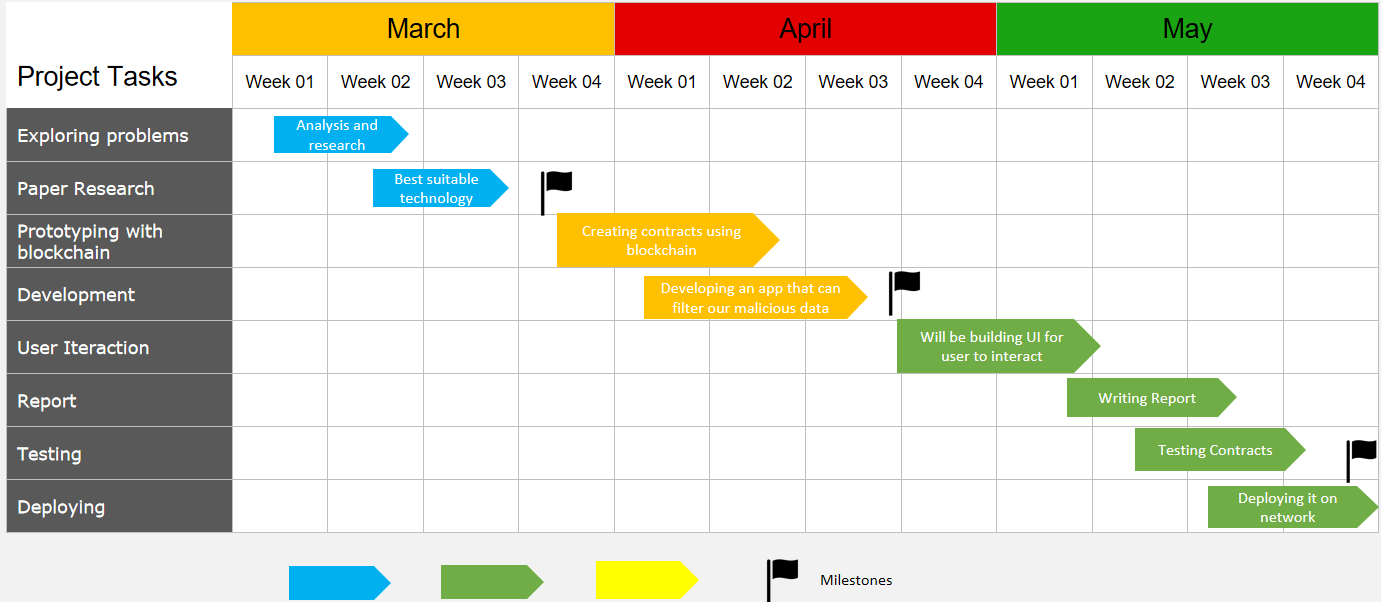 March April May
Project Tasks
Week 01 Week 02 Week 03 Week 04 Week 01 Week 02 Week 03 Week 04 Week 01 Week 02 Week 03 Week 04
Exploring problems
Analysis and
research
Paper Research
Best suitable
technology
Prototyping with
blockchain
Creating contracts using
blockchain
Development
Developing an app that can
filter our malicious data
User Iteraction
Will be building UI for
user to interact
Report
Writing Report
Testing
Testing Contracts
Deploying
Deploying it on
network
Milestones